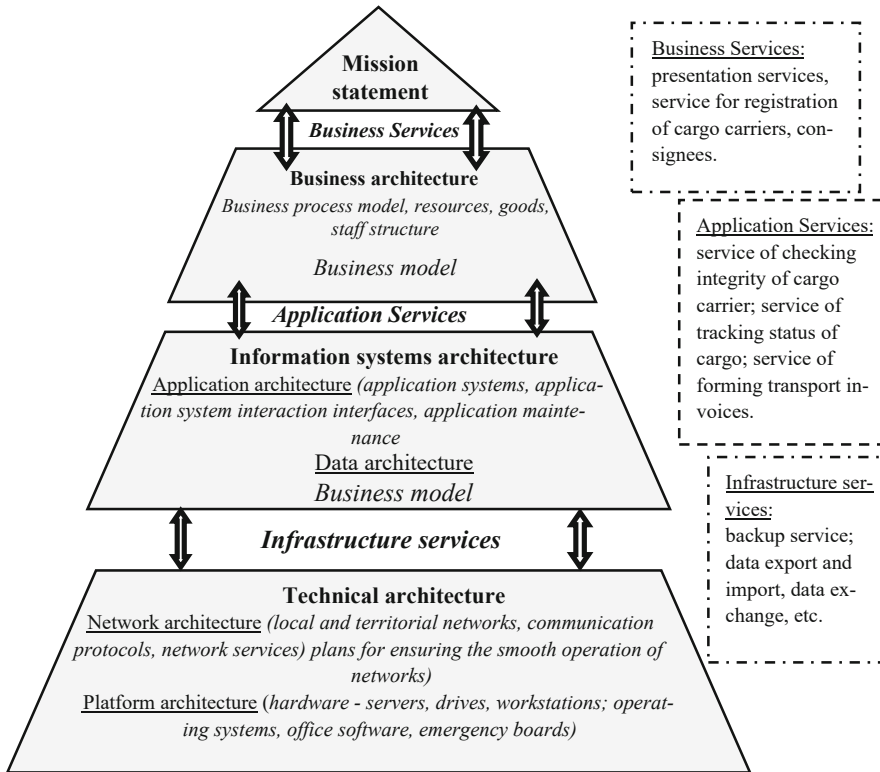 Mission
statement
Business Services
Business architecture
Business process model, resources, goods,
staff structure
Business model
Application Services
Information systems architecture
Application architecture (application systems, applica-
tion system interaction interfaces, application mainte-
nance
Data architecture
Business model
Infrastructure services
Technical architecture
Network architecture (local and territorial networks, communication
protocols, network services) plans for ensuring the smooth operation of
networks)
Platform architecture (hardware - servers, drives, workstations; operat-
ing systems, office software, emergency boards)
Business Services:
presentation services,
service for registration
of cargo carriers, con-
signees.
Application Services:
service of checking
integrity of cargo
carrier; service of
tracking status of
cargo; service of
forming transport in-
voices.
Infrastructure ser-
vices:
backup service;
data export and
import, data ex-
change, etc.